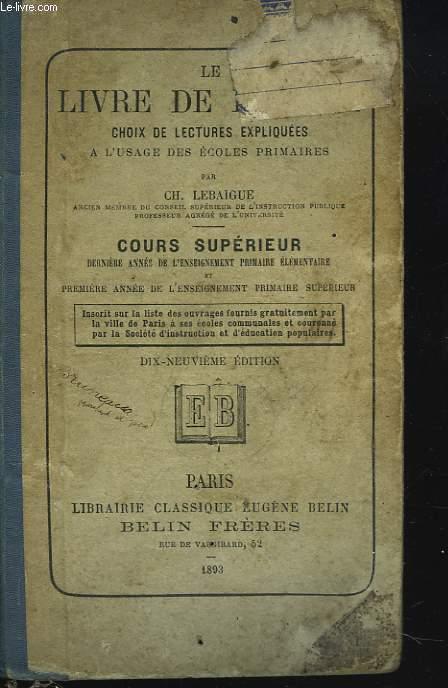 Le-livre.com
LE
LIVRE DE
CHOIX DE LECTURES EXPLIQUÉES
A L'USAGE DES ÉCOLES PRIMAIRES
PAR
CH. LEBAIGUE
ANCIEN MEMBRE DU CONSEIL SUPÉRIEUR DE L'INSTRUCTION PUBLIQUE
PROFESSEUR AGRÉGÉ DE L'UNIVERSITÉ
COURS SUPÉRIEUR
DERNIÈRE ANNÉE DE L'ENSEIGNEMENT PRIMAIRE ÉLÉMENTAIRE
ET
PREMIÈRE ANNÉE DE L'ENSEIGNEMENT PRIMAIRE SUPÉRIEUR
Inscrit sur la liste des ouvrages fournis gratuitement par
la ville de Paris à ses écoles communales et couronné
par la Société d'instruction et d'éducation populaires.
DIX-NEUVIÈME ÉDITION
EB
PARIS
LIBRAIRIE CLASSIQUE EUGÈNE BELIN
BELIN FRÈRES
RUE DE VAUGIRARD, 52
1893
© Le-livre.com